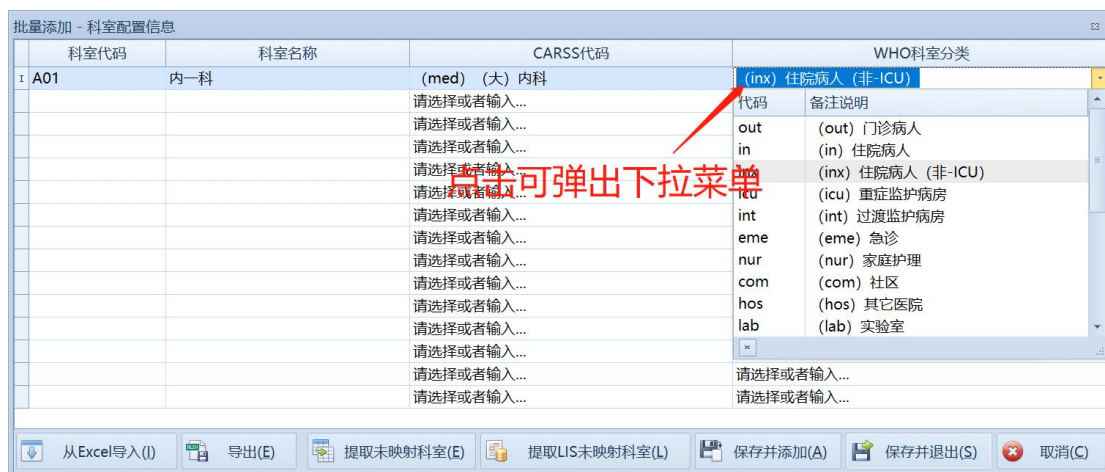 批量添加 - 科室配置信息
科室代码 科室名称 CARSS代码 WHO科室分类
A01 内一科 (med) (大) 内科 (inx) 住院病人 (非-ICU)
请选择或者输入... 代码 备注说明
请选择或者输入... out (out) 门诊病人
请选择或者输入... in (in) 住院病人
请选择或者输入... inx (inx) 住院病人 (非-ICU)
点击可弹出下拉菜单
请选择或者输入... icu (icu) 重症监护病房
请选择或者输入... int (int) 过渡监护病房
请选择或者输入... eme (eme) 急诊
请选择或者输入... nur (nur) 家庭护理
请选择或者输入... com (com) 社区
请选择或者输入... hos (hos) 其它医院
请选择或者输入... lab (lab) 实验室
请选择或者输入...
请选择或者输入... 请选择或者输入...
请选择或者输入... 请选择或者输入...
从Excel导入(I) 导出(E) 提取未映射科室(E) 提取LIS未映射科室(L) 保存并添加(A) 保存并退出(S) 取消(C)